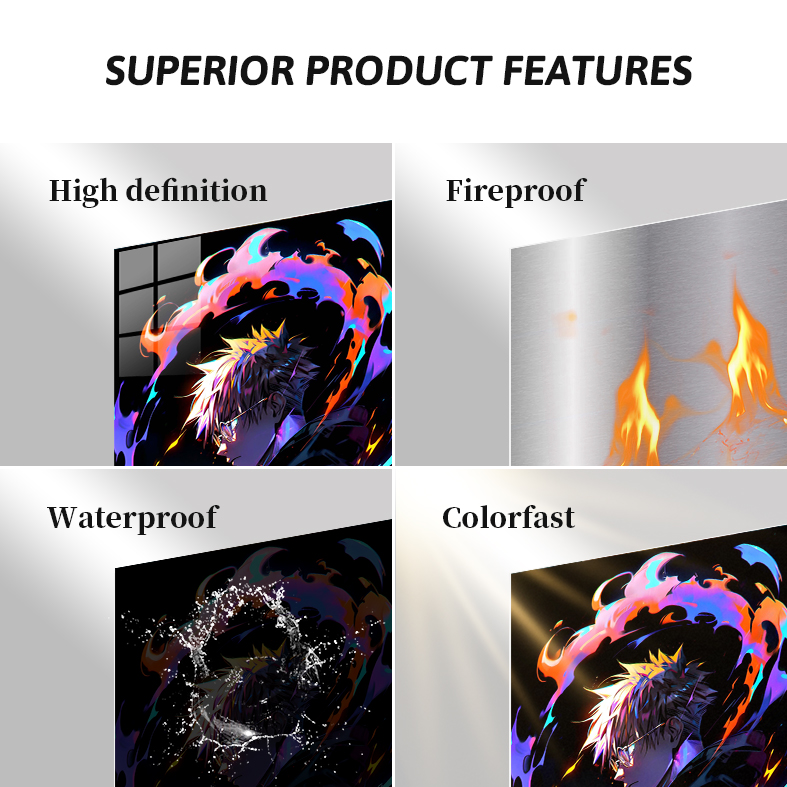 SUPERIOR PRODUCT FEATURES
High definition
Fireproof
Waterproof
Colorfast